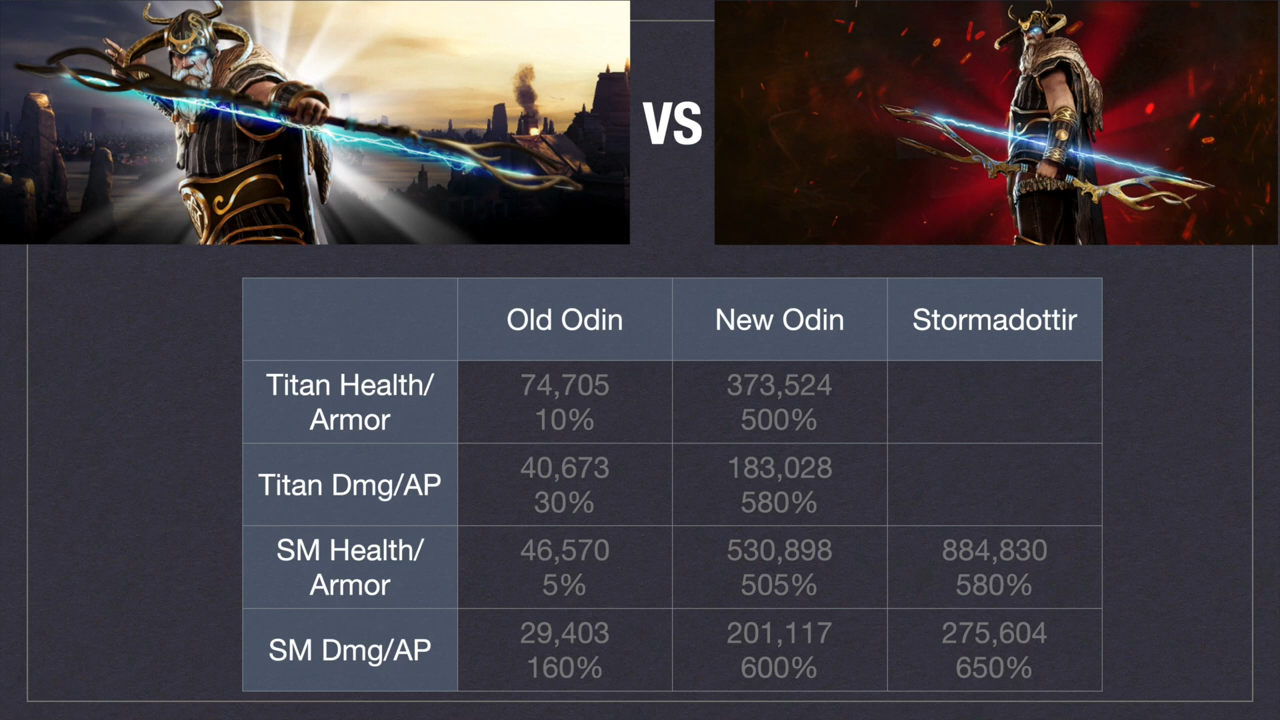 VS
Old Odin
New Odin
Stormadottir
Titan Health/
Armor
74,705
10%
373,524
500%
Titan Dmg/AP
40,673
30%
183,028
580%
SM Health/
Armor
46,570
5%
530,898
505%
884,830
580%
SM Dmg/AP
29,403
160%
201,117
600%
275,604
650%